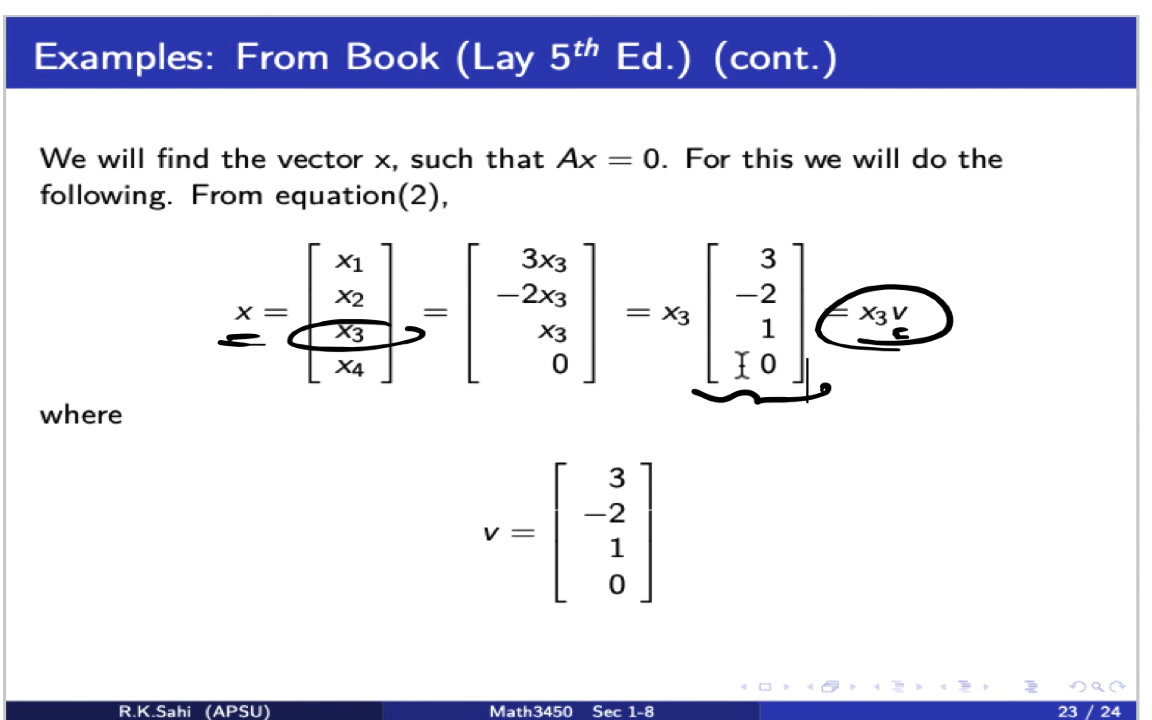 Examples: From Book (Lay 5th Ed.) (cont.)
We will find the vector x, such that Ax = 0. For this we will do the
following. From equation(2),
x = [x₁ x₂ x₃ x₄] = [3x₃ −2x₃ x₃ 0] = x₃ [3 −2 1 0] = x₃v
where
v = [3 −2 1 0]
R.K.Sahi (APSU) Math3450 Sec 1-8 23 / 24